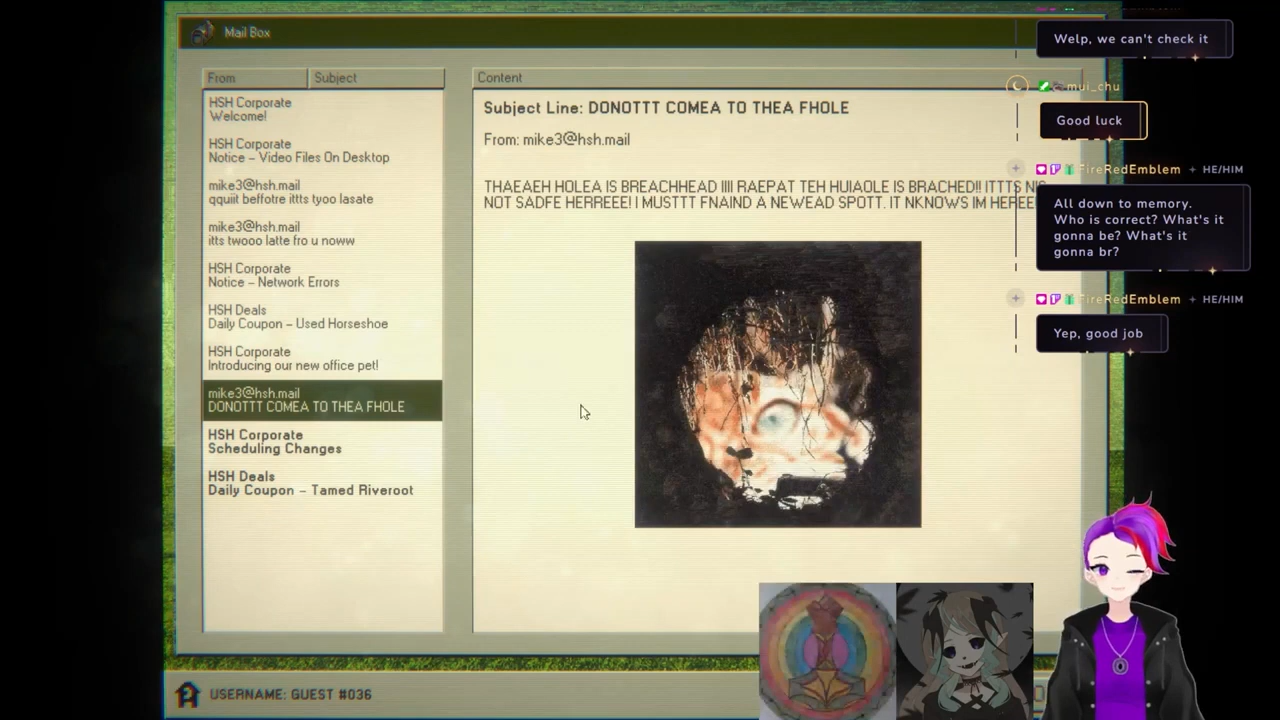 Mail Box
From
Subject
HSH Corporate
Welcome!
HSH Corporate
Notice – Video Files On Desktop
mike3@hsh.mail
qquiit beffotre ittts tyoo lasate
mike3@hsh.mail
itts twooo latte fro u noww
HSH Corporate
Notice – Network Errors
HSH Deals
Daily Coupon – Used Horseshoe
HSH Corporate
Introducing our new office pet!
mike3@hsh.mail
DONOTTT COMEA TO THEA FHOLE
HSH Corporate
Scheduling Changes
HSH Deals
Daily Coupon – Tamed Riveroot
Content
Subject Line: DONOTTT COMEA TO THEA FHOLE
From: mike3@hsh.mail
THAEAEH HOLEA IS BREACHHEAD IIII RAEPAT TEH HUIAOLE IS BRACHED!! ITTTS
NOT SADFE HERREEE! I MUSTTT FNAIND A NEWEAD SPOTT. IT NKNOWS IM
USERNAME: GUEST #036
Welp, we can't check it
mui_chu
Good luck
FireRedEmblem + HE/HIM
All down to memory.
Who is correct? What's it
gonna be? What's it
gonna br?
FireRedEmblem + HE/HIM
Yep, good job